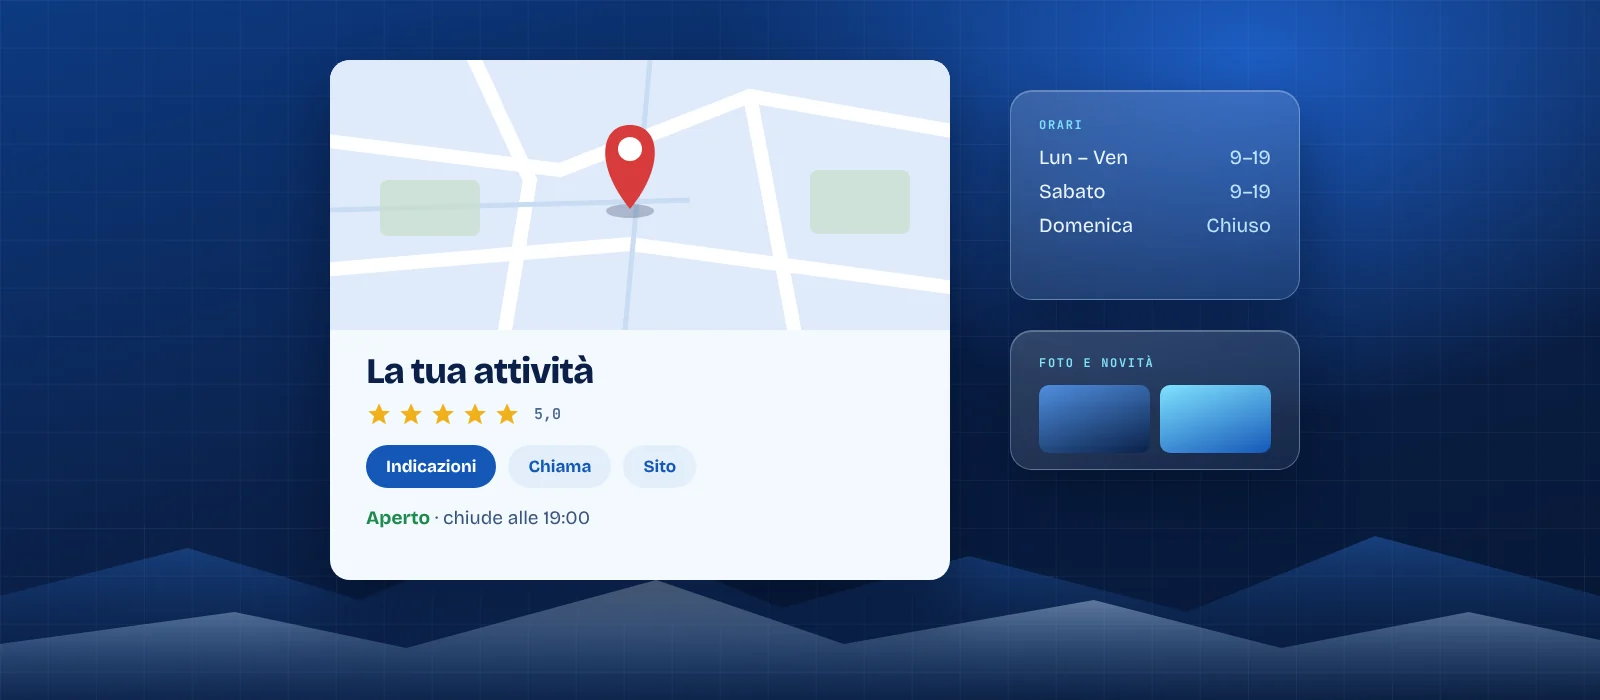 La tua attività
5,0
Indicazioni Chiama Sito
Aperto · chiude alle 19:00
ORARI
Lun – Ven 9–19
Sabato 9–19
Domenica Chiuso
FOTO E NOVITÀ